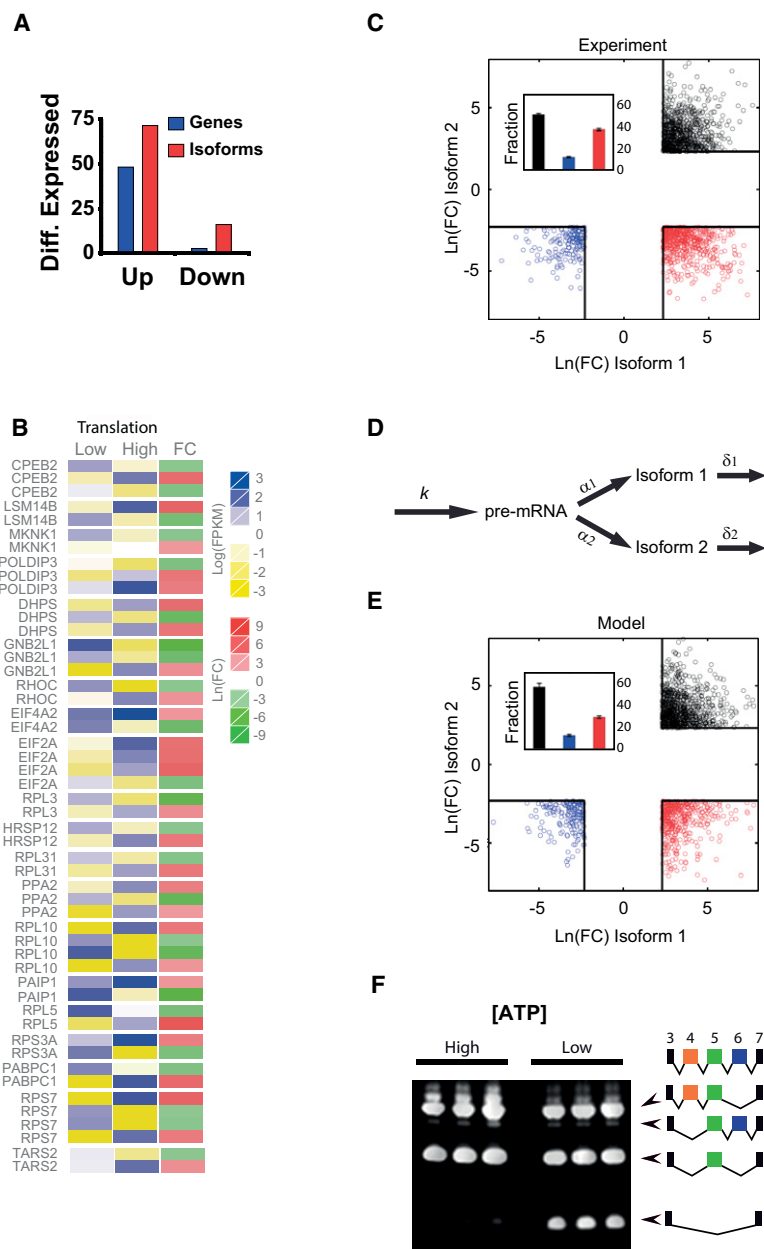 A
Diff. Expressed
75
50
25
0
Genes
Isoforms
Up
Down
B
Translation
Low High FC
CPEB2
CPEB2
CPEB2
LSM14B
LSM14B
MKNK1
MKNK1
POLDIP3
POLDIP3
POLDIP3
DHPS
DHPS
DHPS
GNB2L1
GNB2L1
GNB2L1
RHOC
RHOC
EIF4A2
EIF4A2
EIF2A
EIF2A
EIF2A
EIF2A
RPL3
RPL3
HRSP12
HRSP12
RPL31
RPL31
PPA2
PPA2
PPA2
RPL10
RPL10
RPL10
RPL10
PAIP1
PAIP1
RPL5
RPL5
RPS3A
RPS3A
PABPC1
PABPC1
RPS7
RPS7
RPS7
RPS7
TARS2
TARS2
Log(FPKM)
3
2
1
0
-1
-2
-3
Ln(FC)
9
6
3
0
-3
-6
-9
C
Experiment
Ln(FC) Isoform 2
5
0
-5
Fraction
60
40
20
0
-5 0 5
Ln(FC) Isoform 1
D
k
pre-mRNA
α1
α2
Isoform 1
Isoform 2
δ1
δ2
E
Model
Ln(FC) Isoform 2
5
0
-5
Fraction
60
40
20
0
-5 0 5
Ln(FC) Isoform 1
F
[ATP]
High Low
3 4 5 6 7